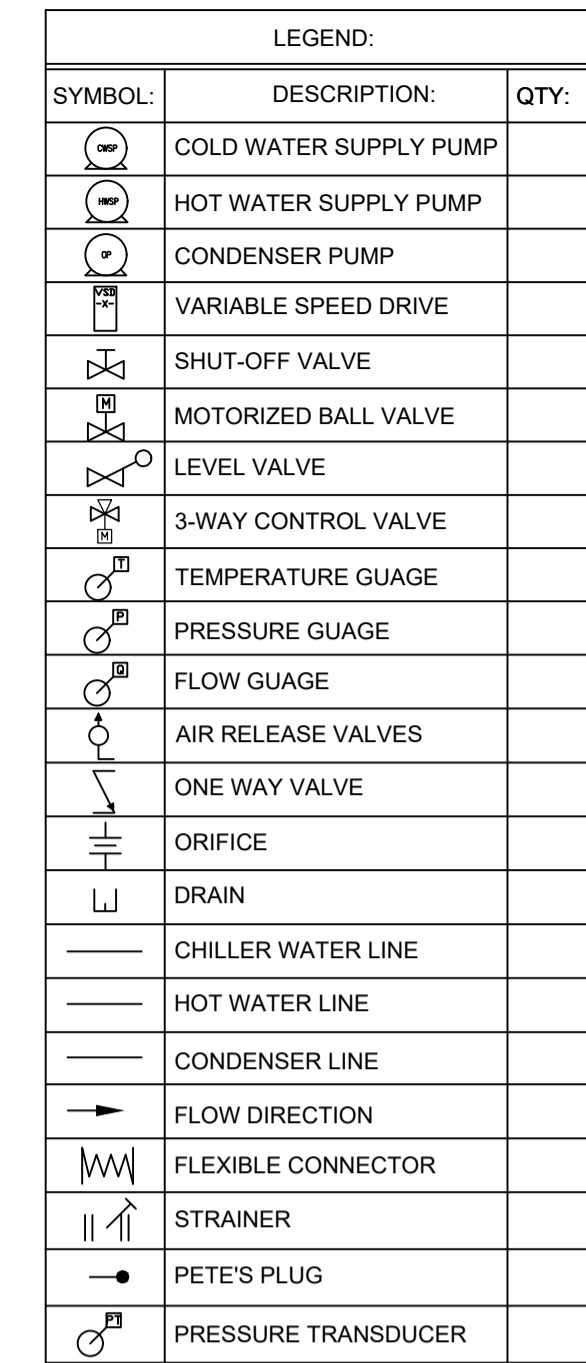 LEGEND:
SYMBOL: DESCRIPTION: QTY:
CWSP COLD WATER SUPPLY PUMP
HWSP HOT WATER SUPPLY PUMP
CP CONDENSER PUMP
VSD
-X- VARIABLE SPEED DRIVE
SHUT-OFF VALVE
M MOTORIZED BALL VALVE
LEVEL VALVE
M 3-WAY CONTROL VALVE
T TEMPERATURE GUAGE
P PRESSURE GUAGE
Q FLOW GUAGE
AIR RELEASE VALVES
ONE WAY VALVE
ORIFICE
DRAIN
CHILLER WATER LINE
HOT WATER LINE
CONDENSER LINE
FLOW DIRECTION
FLEXIBLE CONNECTOR
STRAINER
PETE'S PLUG
PT PRESSURE TRANSDUCER